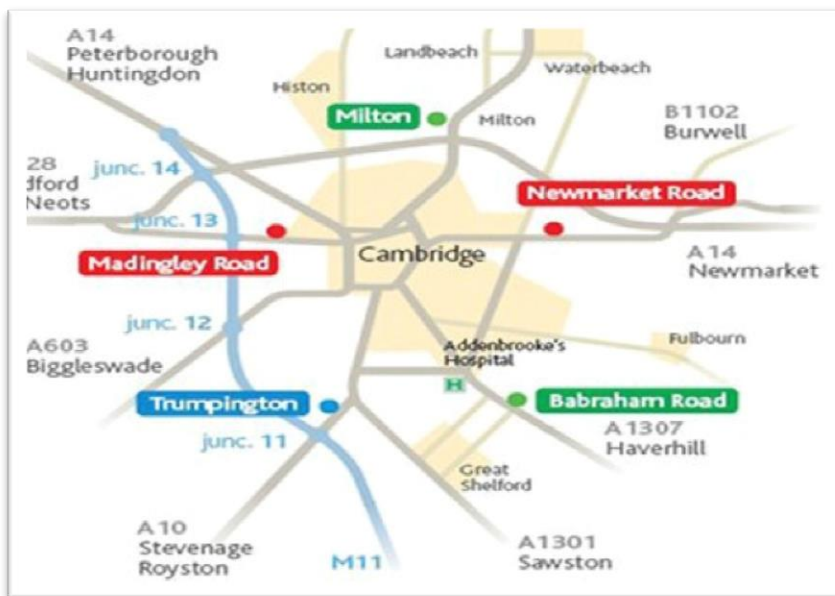 A14
Peterborough
Huntingdon
Landbeach
Waterbeach
Histon
Milton
Milton
B1102
Burwell
28
dford
Neots
junc. 14
Newmarket Road
junc. 13
Madingley Road
Cambridge
A14
Newmarket
junc. 12
A603
Biggleswade
Addenbrooke's
Hospital
H
Fulbourn
Trumpington
Babraham Road
junc. 11
A1307
Haverhill
Great
Shelford
A10
Stevenage
Royston
M11
A1301
Sawston